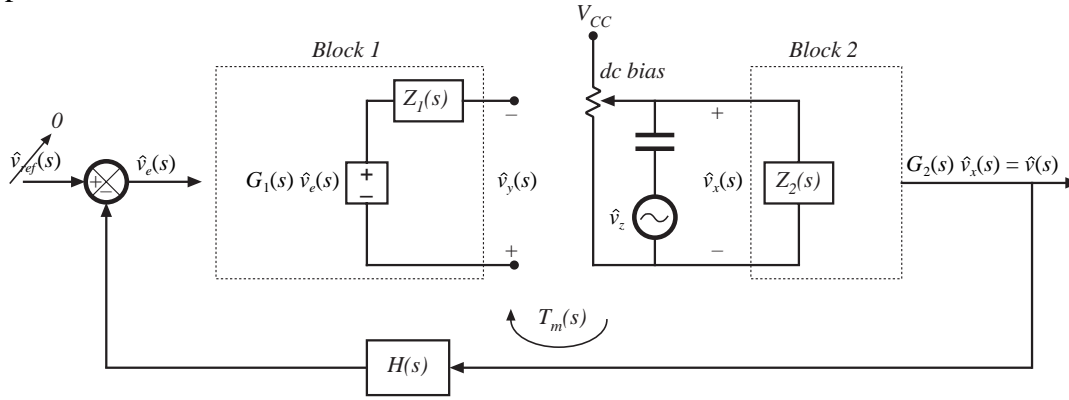 V_CC
Block 1
Block 2
dc bias
Z_1(s)
0
v̂_ref(s)
v̂_e(s)
+
–
G_1(s) v̂_e(s)
+
–
–
v̂_y(s)
+
v̂_z
+
v̂_x(s)
–
Z_2(s)
G_2(s) v̂_x(s) = v̂(s)
T_m(s)
H(s)